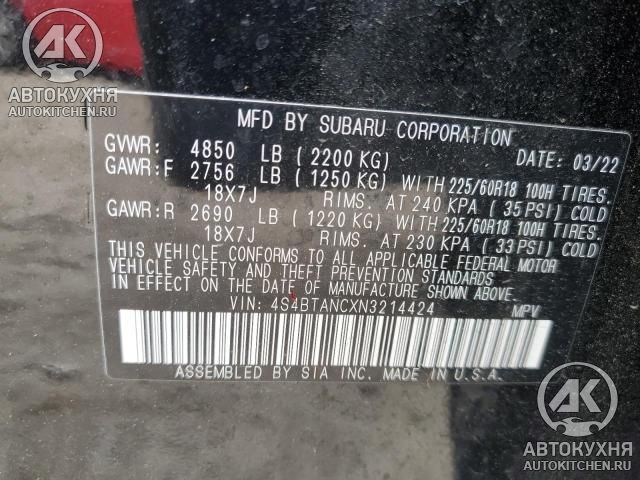 АК
АВТОКУХНЯ
AUTOKITCHEN.RU
MFD BY SUBARU CORPORATION
GVWR: 4850 LB ( 2200 KG) DATE: 03/22
GAWR:F 2756 LB ( 1250 KG) WITH 225/60R18 100H TIRES.
18X7J RIMS. AT 240 KPA ( 35 PSI) COLD
GAWR:R 2690 LB ( 1220 KG) WITH 225/60R18 100H TIRES.
18X7J RIMS. AT 230 KPA ( 33 PSI) COLD
THIS VEHICLE CONFORMS TO ALL APPLICABLE FEDERAL MOTOR
VEHICLE SAFETY AND THEFT PREVENTION STANDARDS
IN EFFECT ON THE DATE OF MANUFACTURE SHOWN ABOVE.
VIN: 4S4BTANCXN3214424 MPV
ASSEMBLED BY SIA INC. MADE IN U.S.A.
АК
АВТОКУХНЯ
AUTOKITCHEN.RU